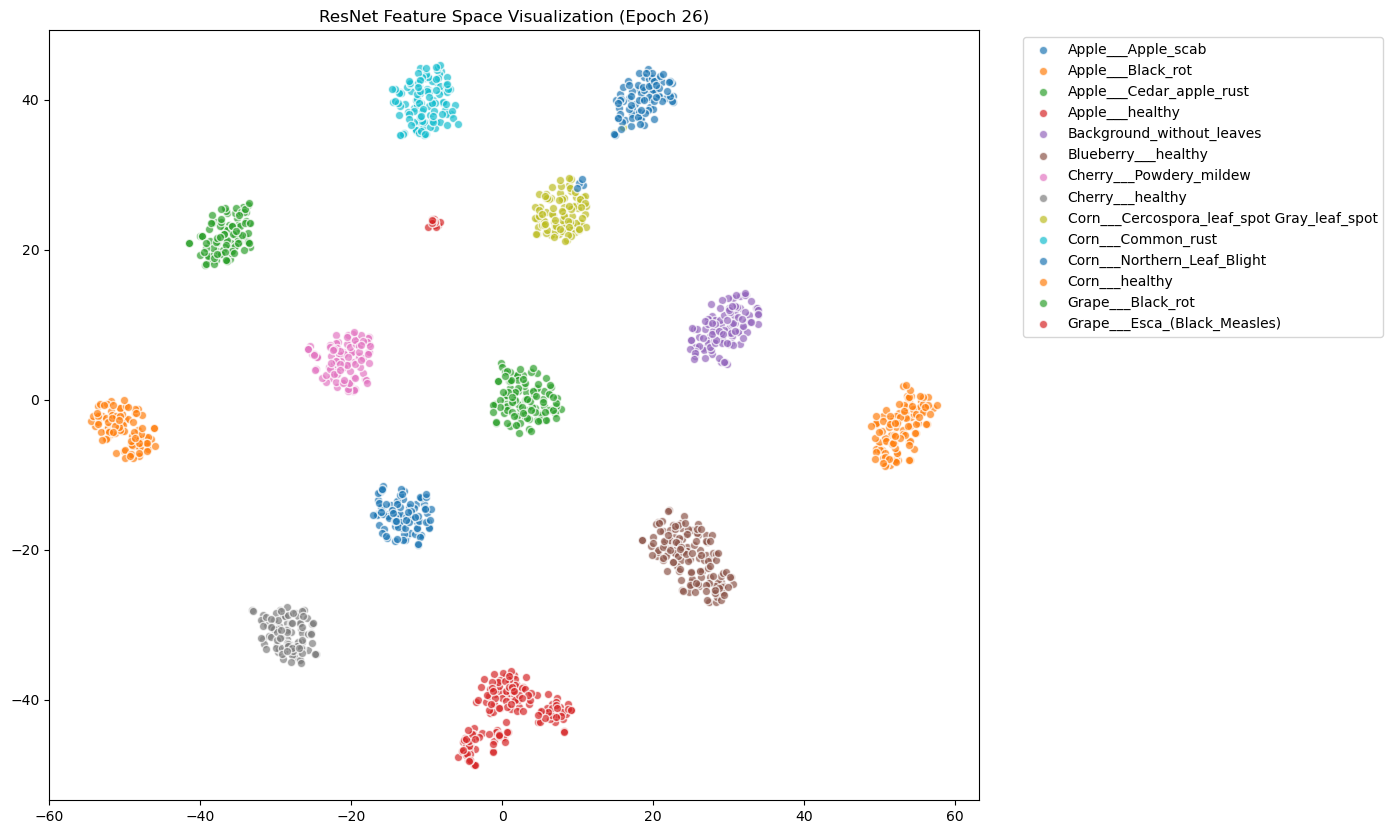 ResNet Feature Space Visualization (Epoch 26)
40
20
0
−20
−40
−60
−40
−20
0
20
40
60
Apple___Apple_scab
Apple___Black_rot
Apple___Cedar_apple_rust
Apple___healthy
Background_without_leaves
Blueberry___healthy
Cherry___Powdery_mildew
Cherry___healthy
Corn___Cercospora_leaf_spot Gray_leaf_spot
Corn___Common_rust
Corn___Northern_Leaf_Blight
Corn___healthy
Grape___Black_rot
Grape___Esca_(Black_Measles)